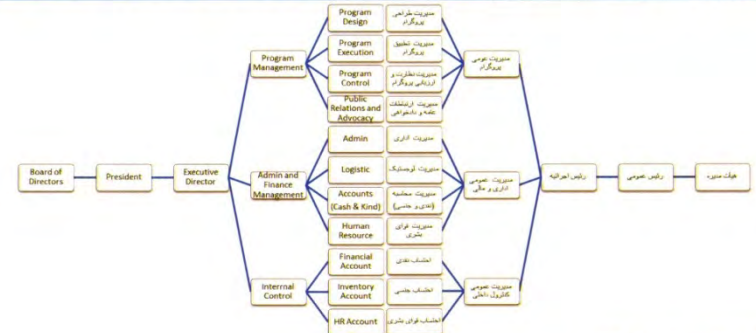 Board of
Directors
President
Executive
Director
Program
Management
Admin and
Finance
Management
Interrnal
Control
Program
Design
Program
Execution
Program
Control
Public
Relations and
Advocacy
Admin
Logistic
Accounts
(Cash & Kind)
Human
Resource
Financial
Account
Inventory
Account
HR Account
مدیریت طراحی
پروگرام
مدیریت تطبیق
پروگرام
مدیریت نظارت و
ارزیابی پروگرام
مدیریت ارتباطات
عامه و دادخواهی
مدیریت اداری
مدیریت لوجستیک
مدیریت محاسبه
(نقدی و جنسی)
مدیریت قوای
بشری
احتساب نقدی
احتساب جنسی
احتساب قوای بشری
مدیریت عمومی
پروگرام
مدیریت عمومی
اداری و مالی
مدیریت عمومی
کنترول داخلی
رئیس اجرائیه
رئیس عمومی
هیأت مدیره